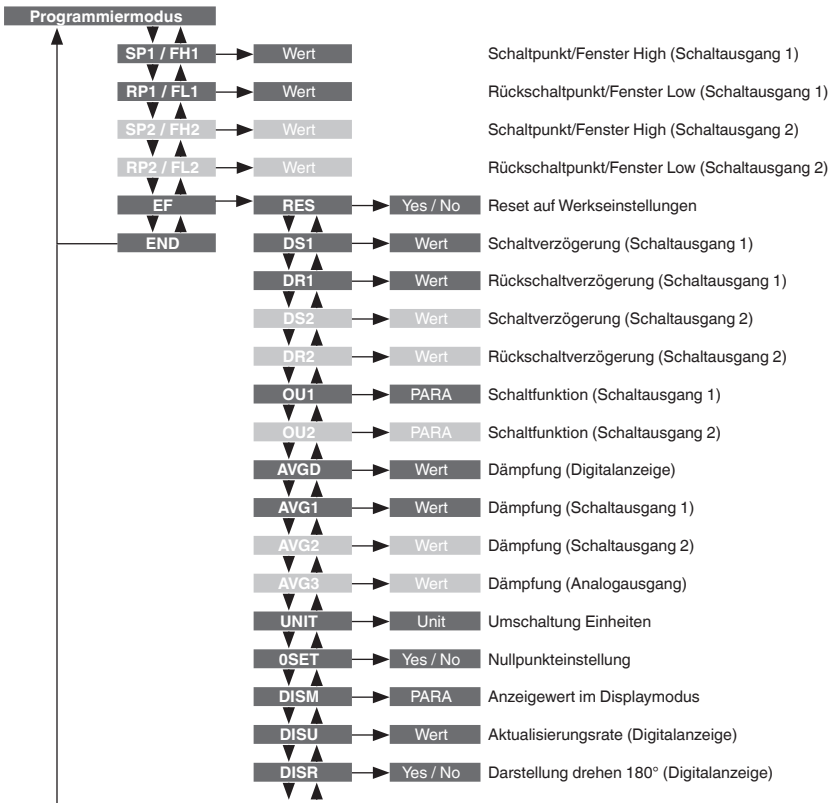 Programmiermodus
SP1 / FH1 Wert Schaltpunkt/Fenster High (Schaltausgang 1)
RP1 / FL1 Wert Rückschaltpunkt/Fenster Low (Schaltausgang 1)
SP2 / FH2 Wert Schaltpunkt/Fenster High (Schaltausgang 2)
RP2 / FL2 Wert Rückschaltpunkt/Fenster Low (Schaltausgang 2)
EF RES Yes / No Reset auf Werkseinstellungen
END DS1 Wert Schaltverzögerung (Schaltausgang 1)
DR1 Wert Rückschaltverzögerung (Schaltausgang 1)
DS2 Wert Schaltverzögerung (Schaltausgang 2)
DR2 Wert Rückschaltverzögerung (Schaltausgang 2)
OU1 PARA Schaltfunktion (Schaltausgang 1)
OU2 PARA Schaltfunktion (Schaltausgang 2)
AVGD Wert Dämpfung (Digitalanzeige)
AVG1 Wert Dämpfung (Schaltausgang 1)
AVG2 Wert Dämpfung (Schaltausgang 2)
AVG3 Wert Dämpfung (Analogausgang)
UNIT Unit Umschaltung Einheiten
0SET Yes / No Nullpunkteinstellung
DISM PARA Anzeigewert im Displaymodus
DISU Wert Aktualisierungsrate (Digitalanzeige)
DISR Yes / No Darstellung drehen 180° (Digitalanzeige)